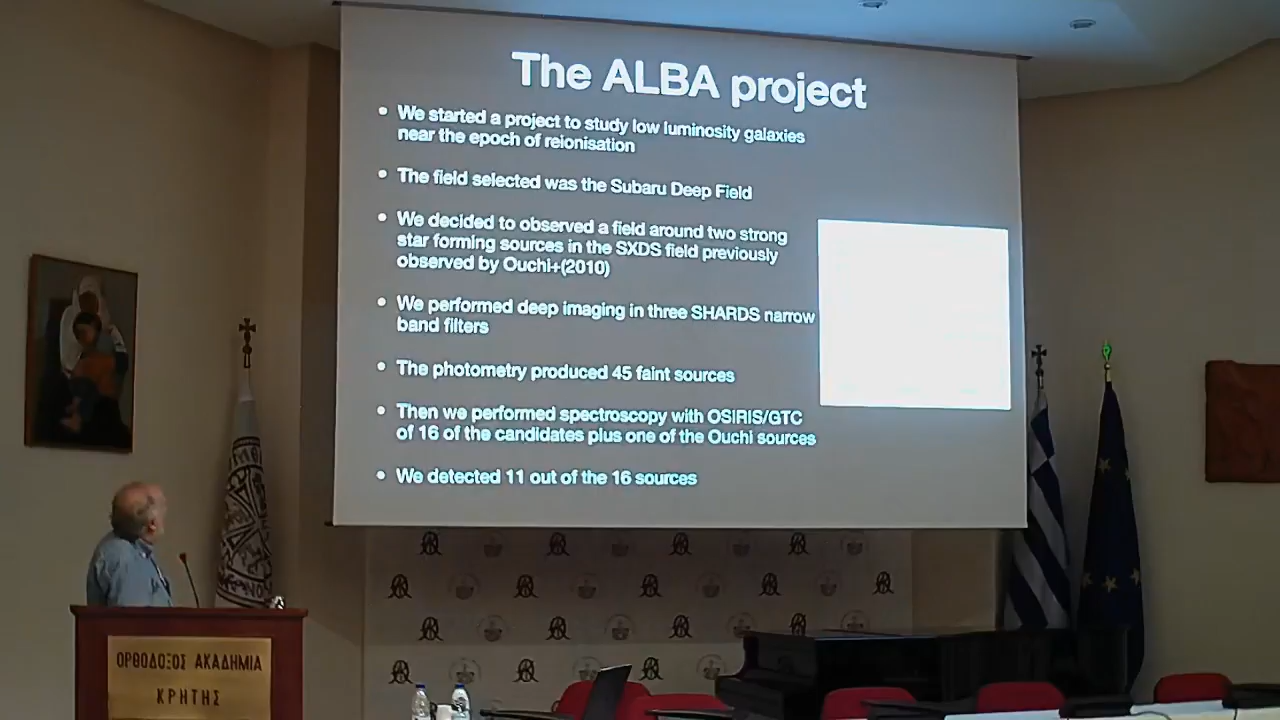 The ALBA project
• We started a project to study low luminosity galaxies
near the epoch of reionisation
• The field selected was the Subaru Deep Field
• We decided to observed a field around two strong
star forming sources in the SXDS field previously
observed by Ouchi+(2010)
• We performed deep imaging in three SHARDS narrow
band filters
• The photometry produced 45 faint sources
• Then we performed spectroscopy with OSIRIS/GTC
of 16 of the candidates plus one of the Ouchi sources
• We detected 11 out of the 16 sources
ΟΡΘΟΔΟΞΟΣ ΑΚΑΔΗΜΙΑ
ΚΡΗΤΗΣ